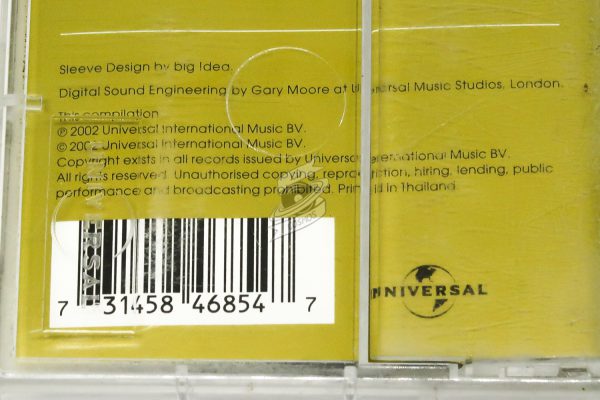 Sleeve Design by big Idea.
Digital Sound Engineering by Gary Moore at Universal Music Studios, London.
This compilation
℗ 2002 Universal International Music BV.
© 2002 Universal International Music BV.
Copyright exists in all records issued by Universal International Music BV.
All rights reserved. Unauthorised copying, reproduction, hiring, lending, public
performance and broadcasting prohibited. Printed in Thailand
UNIVERSAL
7 31458 46854 7
UNIVERSAL